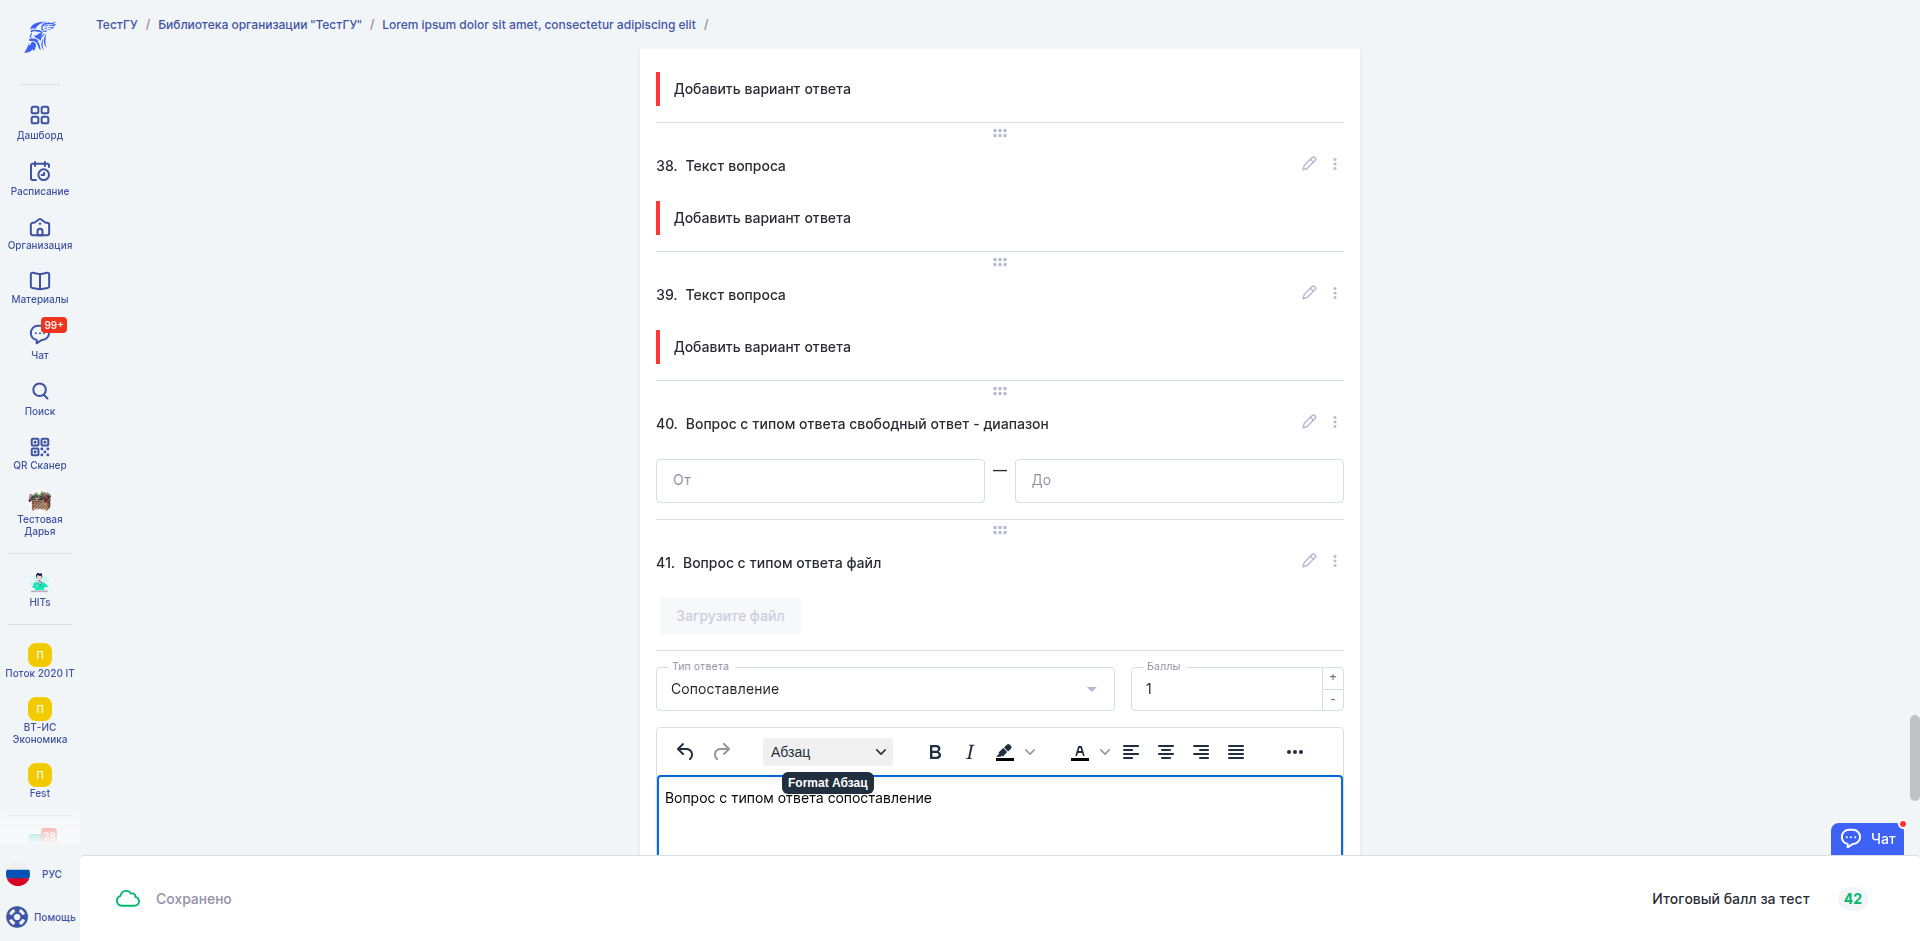 ТестГУ / Библиотека организации "ТестГУ" / Lorem ipsum dolor sit amet, consectetur adipiscing elit /
Дашборд
Расписание
Организация
Материалы
99+
Чат
Поиск
QR Сканер
Тестовая
Дарья
HITs
П
Поток 2020 IT
П
ВТ-ИС
Экономика
П
Fest
28
РУС
Помощь
Добавить вариант ответа
38. Текст вопроса
Добавить вариант ответа
39. Текст вопроса
Добавить вариант ответа
40. Вопрос с типом ответа свободный ответ - диапазон
От — До
41. Вопрос с типом ответа файл
Загрузите файл
Тип ответа
Сопоставление
Баллы
1
+
-
Абзац B I A
Format Абзац
Вопрос с типом ответа сопоставление
Чат
Сохранено
Итоговый балл за тест 42